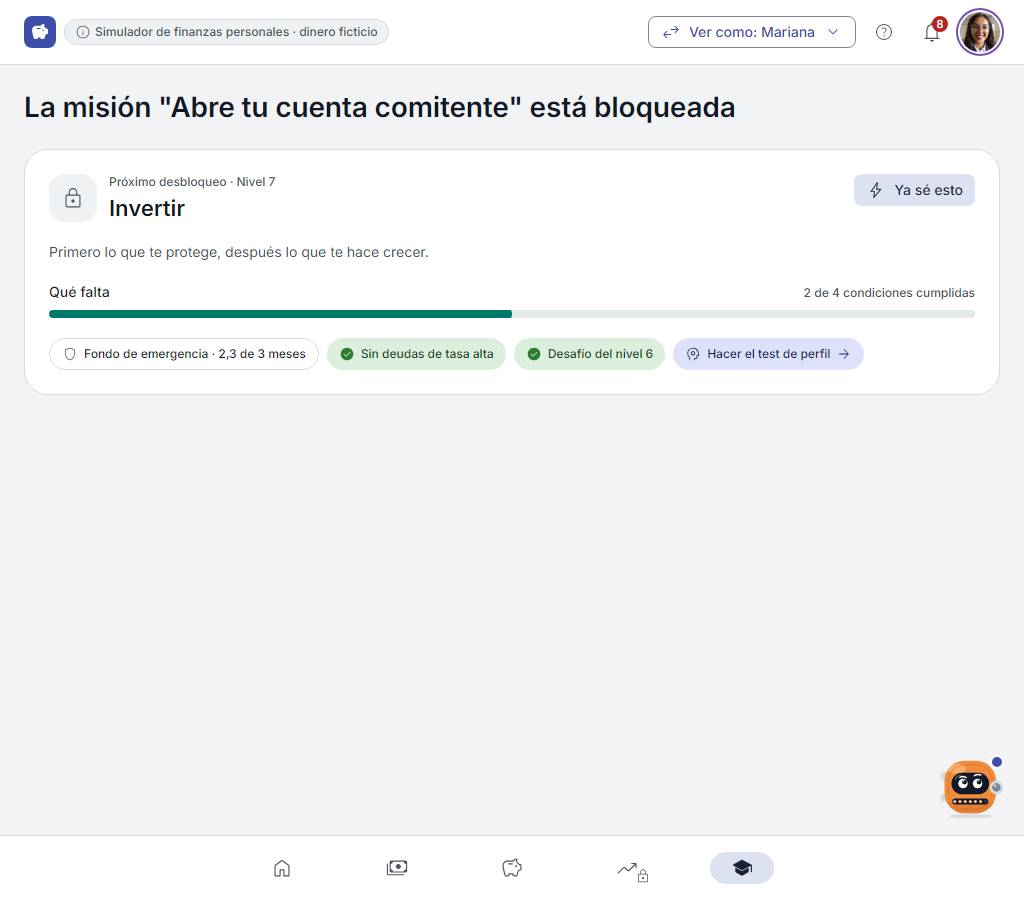 Simulador de finanzas personales · dinero ficticio
Ver como: Mariana
8
La misión "Abre tu cuenta comitente" está bloqueada
Próximo desbloqueo · Nivel 7
Invertir
Ya sé esto
Primero lo que te protege, después lo que te hace crecer.
Qué falta
2 de 4 condiciones cumplidas
Fondo de emergencia · 2,3 de 3 meses
Sin deudas de tasa alta
Desafío del nivel 6
Hacer el test de perfil